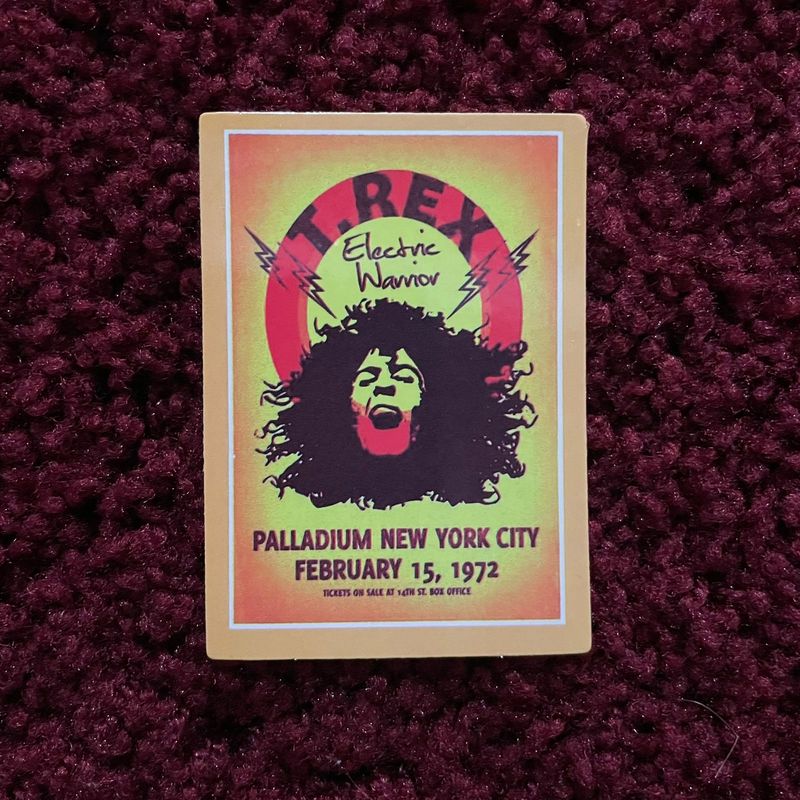 T.REX
Electric
Warrior
PALLADIUM NEW YORK CITY
FEBRUARY 15, 1972
TICKETS ON SALE AT 14TH ST. BOX OFFICE